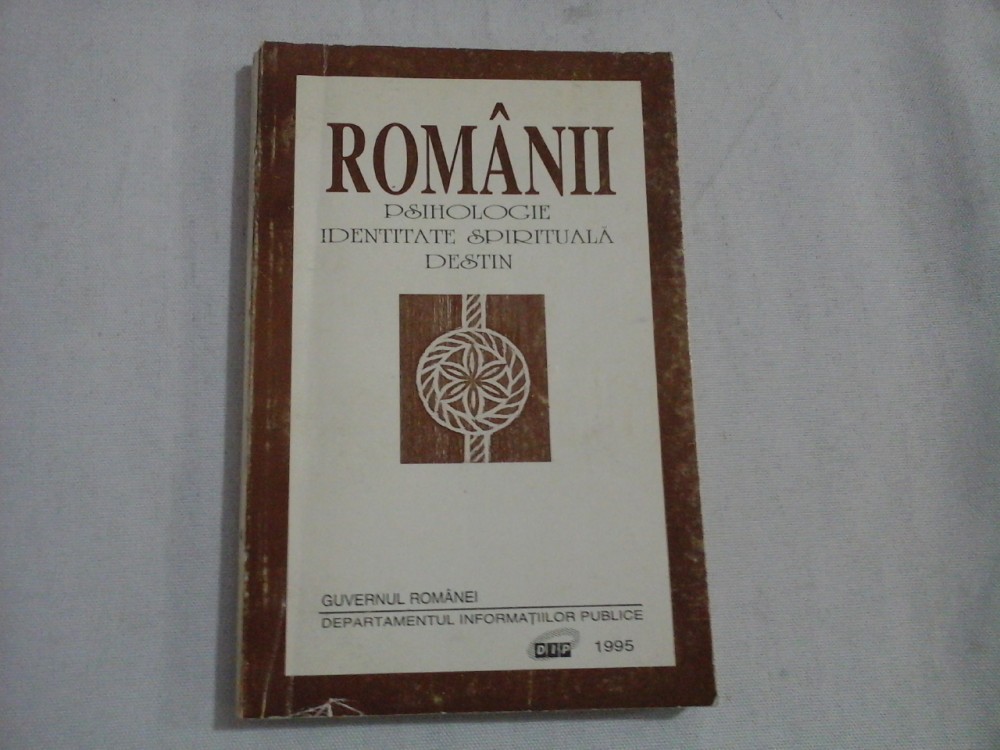 ROMÂNII
PSIHOLOGIE
IDENTITATE SPIRITUALĂ
DESTIN
GUVERNUL ROMÂNEI
DEPARTAMENTUL INFORMAȚIILOR PUBLICE
DIP 1995